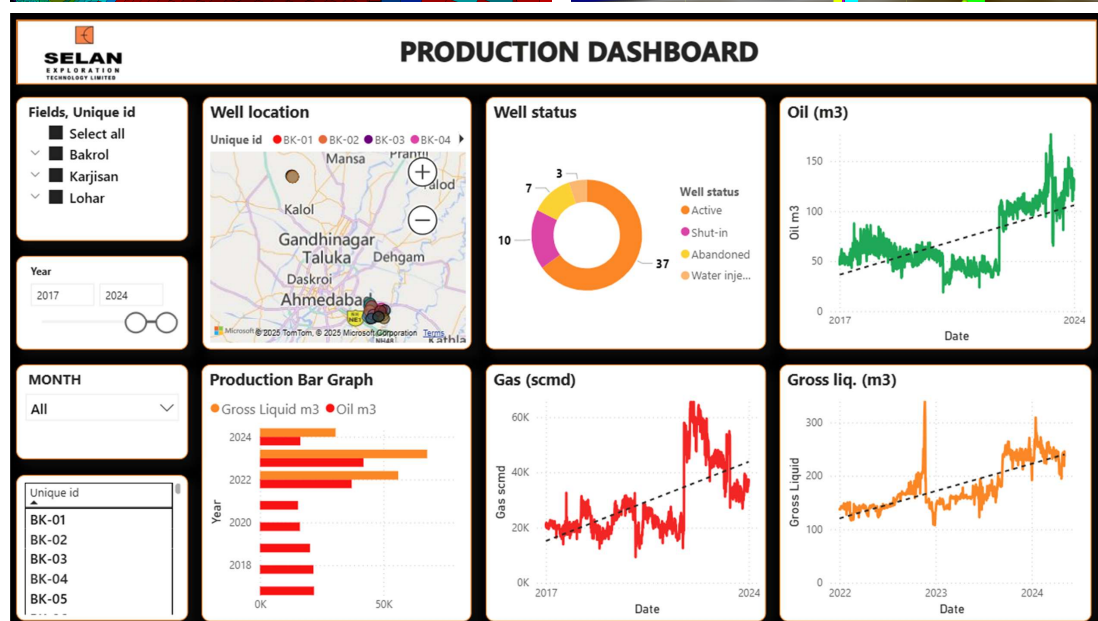 SELAN
EXPLORATION
TECHNOLOGY LIMITED
PRODUCTION DASHBOARD
Fields, Unique id
Select all
Bakrol
Karjisan
Lohar
Year
2017 2024
MONTH
All
Unique id
BK-01
BK-02
BK-03
BK-04
BK-05
Well location
Unique id BK-01 BK-02 BK-03 BK-04
Mansa
Kalol
Gandhinagar
Taluka
Dehgam
Daskroi
Ahmedaba
NE1
Microsoft © 2025 TomTom, © 2025 Microsoft Corporation Terms
NH48
Kathla
Well status
3
7
10
37
Well status
Active
Shut-in
Abandoned
Water inje...
Oil (m3)
150
100
50
0
Oil m3
2017 2024
Date
Production Bar Graph
Gross Liquid m3 Oil m3
2024
2022
2020
2018
Year
0K 50K
Gas (scmd)
60K
40K
20K
0K
Gas scmd
2017 2024
Date
Gross liq. (m3)
300
200
100
0
Gross Liquid
2022 2023 2024
Date